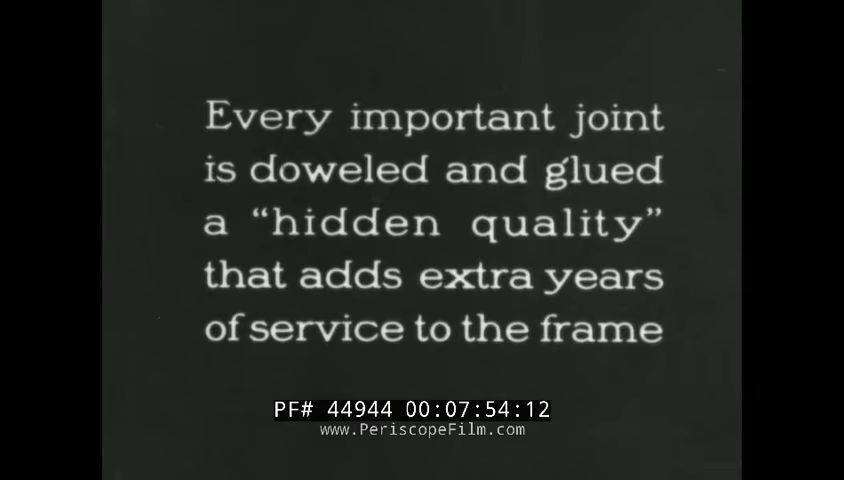 Every important joint
is doweled and glued
a “hidden quality”
that adds extra years
of service to the frame
PF# 44944 00:07:54:12
www.PeriscopeFilm.com